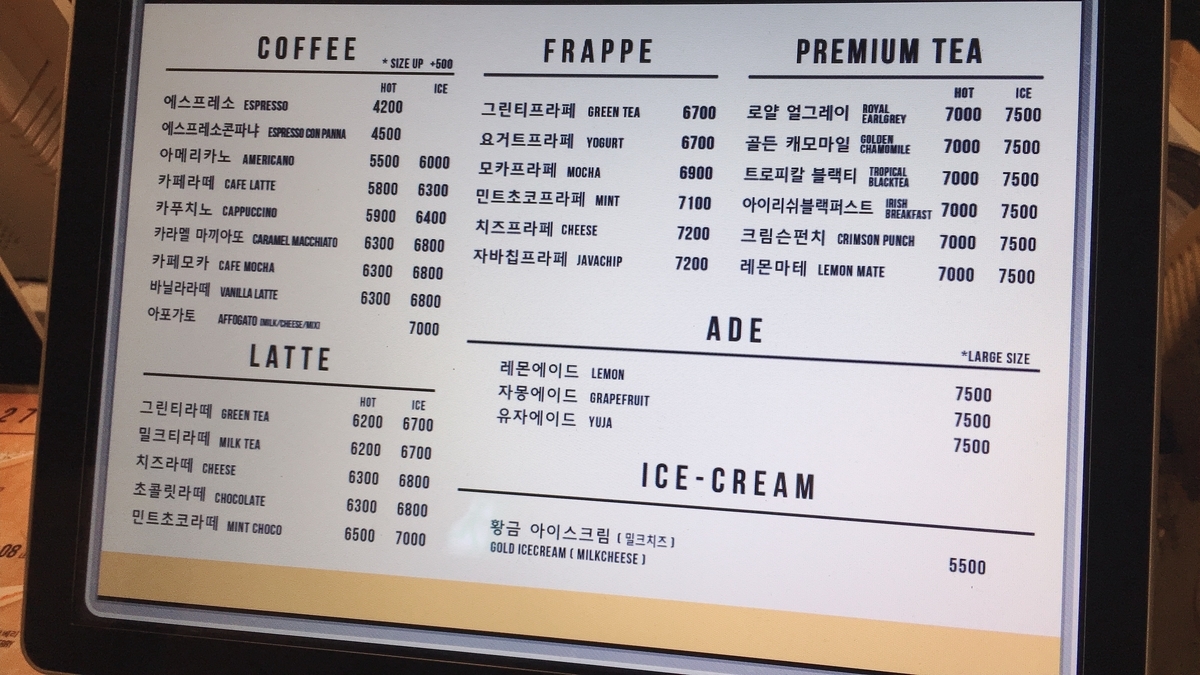 COFFEE
* SIZE UP +500
HOT ICE
에스프레소 ESPRESSO 4200
에스프레소콘파냐 ESPRESSO CON PANNA 4500
아메리카노 AMERICANO 5500 6000
카페라떼 CAFE LATTE 5800 6300
카푸치노 CAPPUCCINO 5900 6400
카라멜 마끼아또 CARAMEL MACCHIATO 6300 6800
카페모카 CAFE MOCHA 6300 6800
바닐라라떼 VANILLA LATTE 6300 6800
아포가토 AFFOGATO (MILK/CHEESE/MIX) 7000
LATTE
HOT ICE
그린티라떼 GREEN TEA 6200 6700
밀크티라떼 MILK TEA 6200 6700
치즈라떼 CHEESE 6300 6800
초콜릿라떼 CHOCOLATE 6300 6800
민트초코라떼 MINT CHOCO 6500 7000
FRAPPE
그린티프라페 GREEN TEA 6700
요거트프라페 YOGURT 6700
모카프라페 MOCHA 6900
민트초코프라페 MINT 7100
치즈프라페 CHEESE 7200
자바칩프라페 JAVACHIP 7200
PREMIUM TEA
HOT ICE
로얄 얼그레이 ROYAL EARLGREY 7000 7500
골든 캐모마일 GOLDEN CHAMOMILE 7000 7500
트로피칼 블랙티 TROPICAL BLACKTEA 7000 7500
아이리쉬블랙퍼스트 IRISH BREAKFAST 7000 7500
크림슨펀치 CRIMSON PUNCH 7000 7500
레몬마테 LEMON MATE 7000 7500
ADE
*LARGE SIZE
레몬에이드 LEMON 7500
자몽에이드 GRAPEFRUIT 7500
유자에이드 YUJA 7500
ICE-CREAM
황금 아이스크림 ( 밀크치즈 )
GOLD ICECREAM ( MILKCHEESE ) 5500